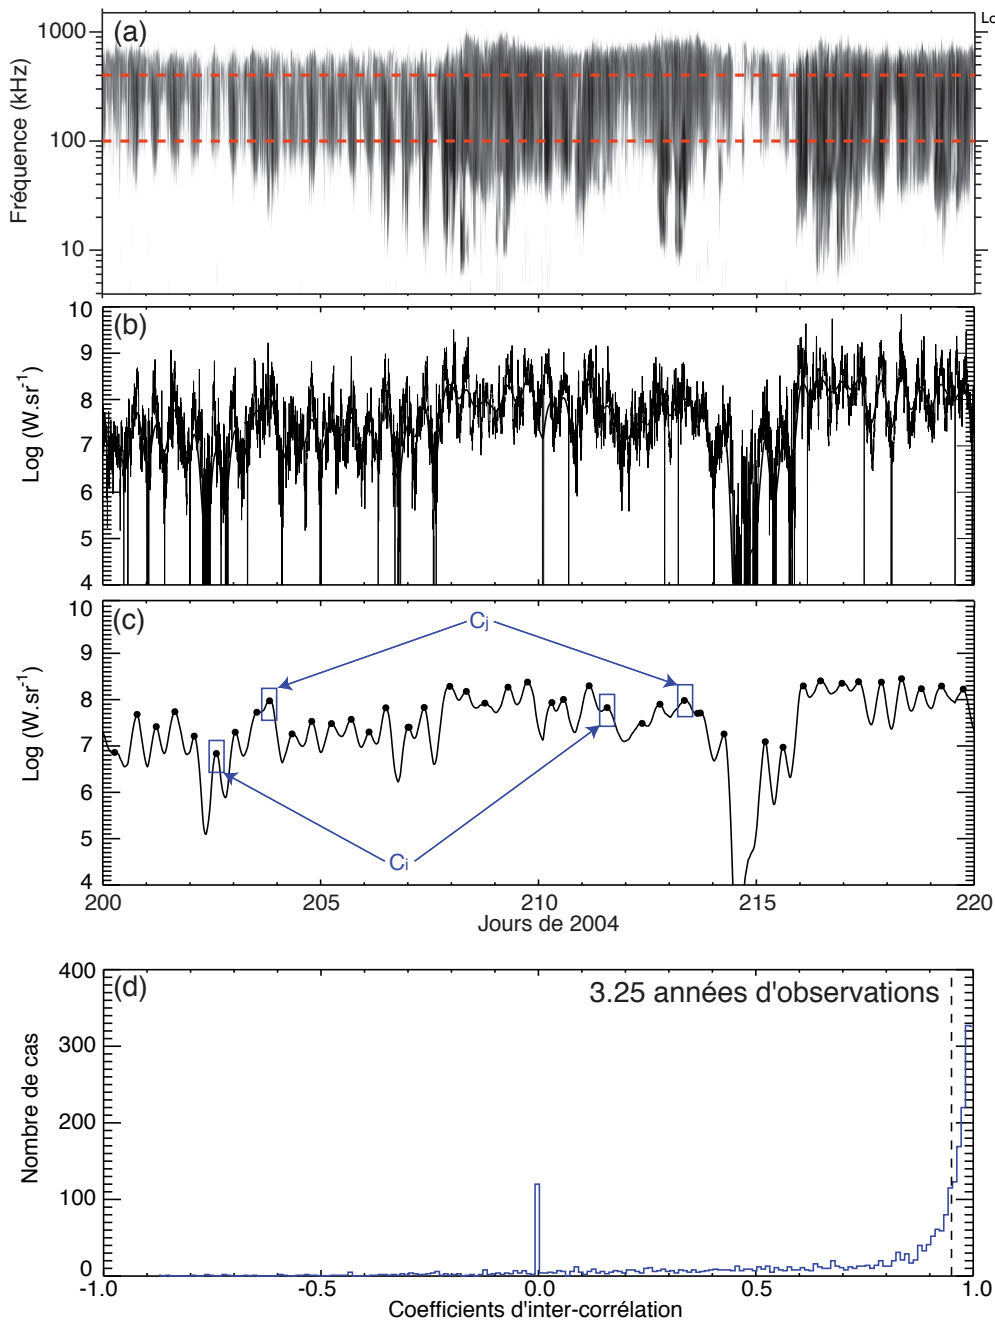 (a)
Lo
1000
100
10
Fréquence (kHz)
(b)
10
9
8
7
6
5
4
Log (W.sr-1)
(c)
Cj
Ci
10
9
8
7
6
5
4
Log (W.sr-1)
200 205 210 215 220
Jours de 2004
(d)
3.25 années d'observations
400
300
200
100
0
Nombre de cas
-1.0 -0.5 0.0 0.5 1.0
Coefficients d'inter-corrélation